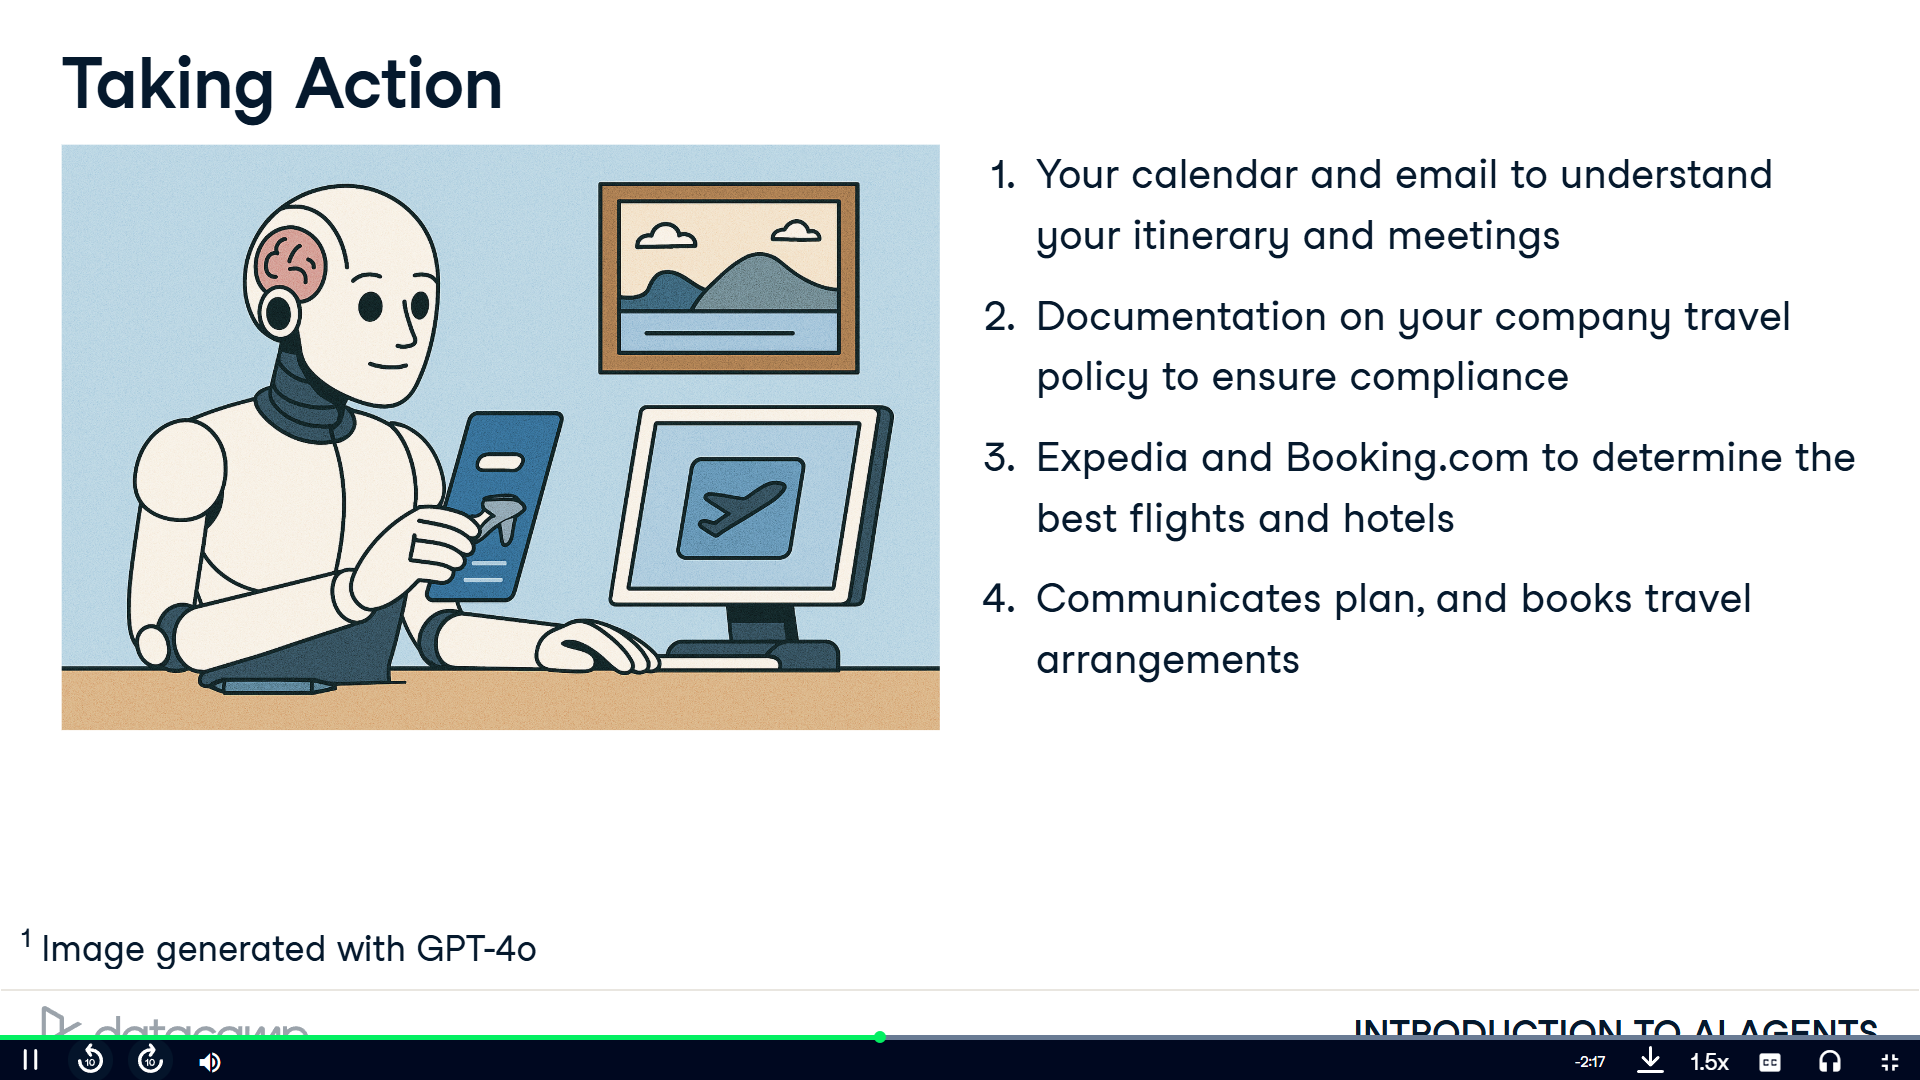 Taking Action
1. Your calendar and email to understand
your itinerary and meetings
2. Documentation on your company travel
policy to ensure compliance
3. Expedia and Booking.com to determine the
best flights and hotels
4. Communicates plan, and books travel
arrangements
1 Image generated with GPT-4o
datacamp
INTRODUCTION TO AI AGENTS
10
10
-2:17
1.5x
CC